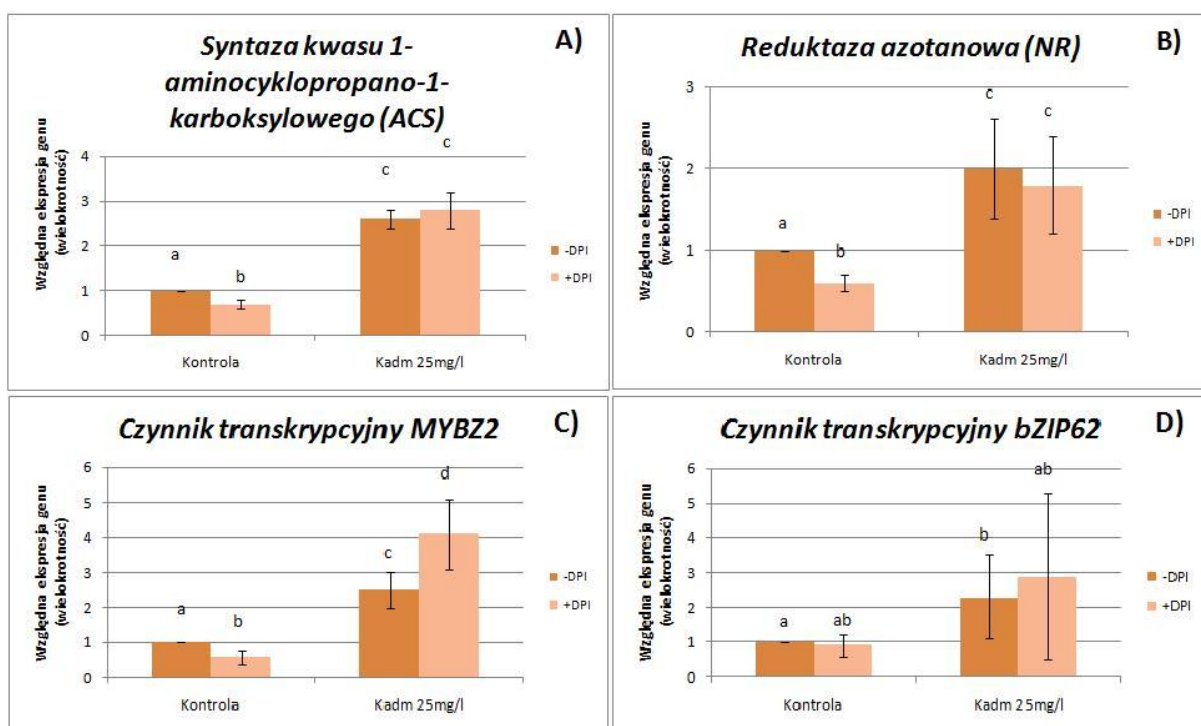 Syntaza kwasu 1-
aminocyklopropano-1-
karboksylowego (ACS)
A)
Względna ekspresja genu
(wielokrotność)
4
3
2
1
0
a
b
c
c
Kontrola
Kadm 25mg/l
-DPI
+DPI
Reduktaza azotanowa (NR)
B)
Względna ekspresja genu
(wielokrotność)
3
2
1
0
a
b
c
c
Kontrola
Kadm 25mg/l
-DPI
+DPI
Czynnik transkrypcyjny MYBZ2
C)
Względna ekspresja genu
(wielokrotność)
6
5
4
3
2
1
0
a
b
c
d
Kontrola
Kadm 25mg/l
-DPI
+DPI
Czynnik transkrypcyjny bZIP62
D)
Względna ekspresja genu
(wielokrotność)
6
5
4
3
2
1
0
a
ab
b
ab
Kontrola
Kadm 25mg/l
-DPI
+DPI